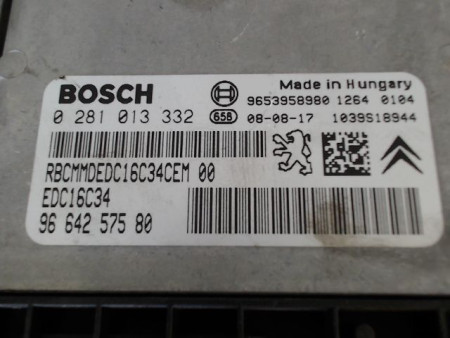 BOSCH
Made in Hungary
9653958980 1264 0104
0 281 013 332 658 08-08-17 1039S18944
RBCMMDEDC16C34CEM 00
EDC16C34
96 642 575 80